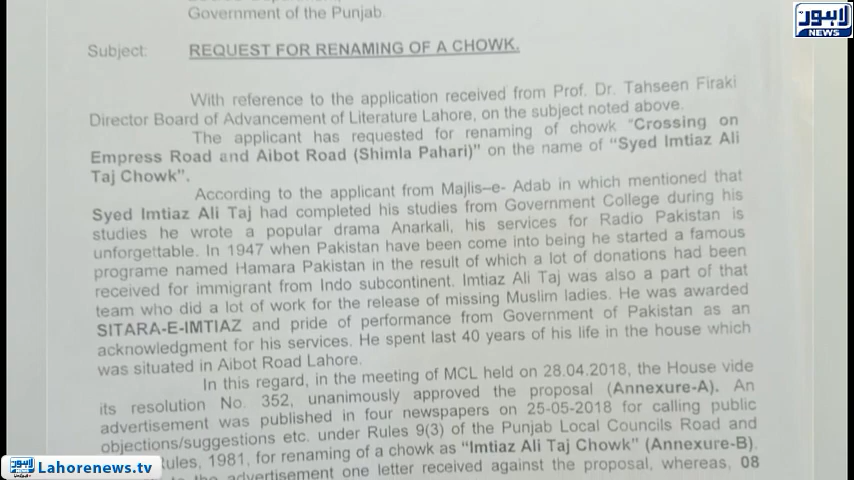 Government of the Punjab.
لاہور
NEWS
Subject: REQUEST FOR RENAMING OF A CHOWK.
With reference to the application received from Prof. Dr. Tahseen Firaki
Director Board of Advancement of Literature Lahore, on the subject noted above.
The applicant has requested for renaming of chowk "Crossing on
Empress Road and Aibot Road (Shimla Pahari)" on the name of "Syed Imtiaz Ali
Taj Chowk".
According to the applicant from Majlis–e- Adab in which mentioned that
Syed Imtiaz Ali Taj had completed his studies from Government College during his
studies he wrote a popular drama Anarkali, his services for Radio Pakistan is
unforgettable. In 1947 when Pakistan have been come into being he started a famous
programe named Hamara Pakistan in the result of which a lot of donations had been
received for immigrant from Indo subcontinent. Imtiaz Ali Taj was also a part of that
team who did a lot of work for the release of missing Muslim ladies. He was awarded
SITARA-E-IMTIAZ and pride of performance from Government of Pakistan as an
acknowledgment for his services. He spent last 40 years of his life in the house which
was situated in Aibot Road Lahore.
In this regard, in the meeting of MCL held on 28.04.2018, the House vide
its resolution No. 352, unanimously approved the proposal (Annexure-A). An
advertisement was published in four newspapers on 25-05-2018 for calling public
objections/suggestions etc. under Rules 9(3) of the Punjab Local Councils Road and
ules, 1981, for renaming of a chowk as "Imtiaz Ali Taj Chowk" (Annexure-B).
the advertisement one letter received against the proposal, whereas, 08
لاہور
Lahorenews.tv